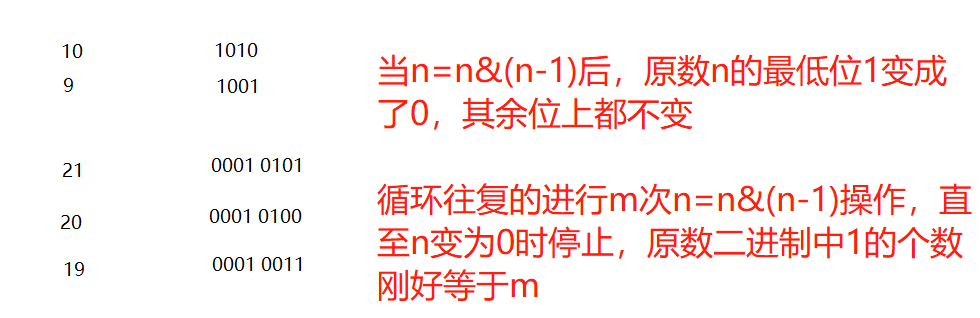 10 1010
9 1001
当n=n&(n-1)后，原数n的最低位1变成
了0，其余位上都不变
21 0001 0101
20 0001 0100
19 0001 0011
循环往复的进行m次n=n&(n-1)操作，直
至n变为0时停止，原数二进制中1的个数
刚好等于m